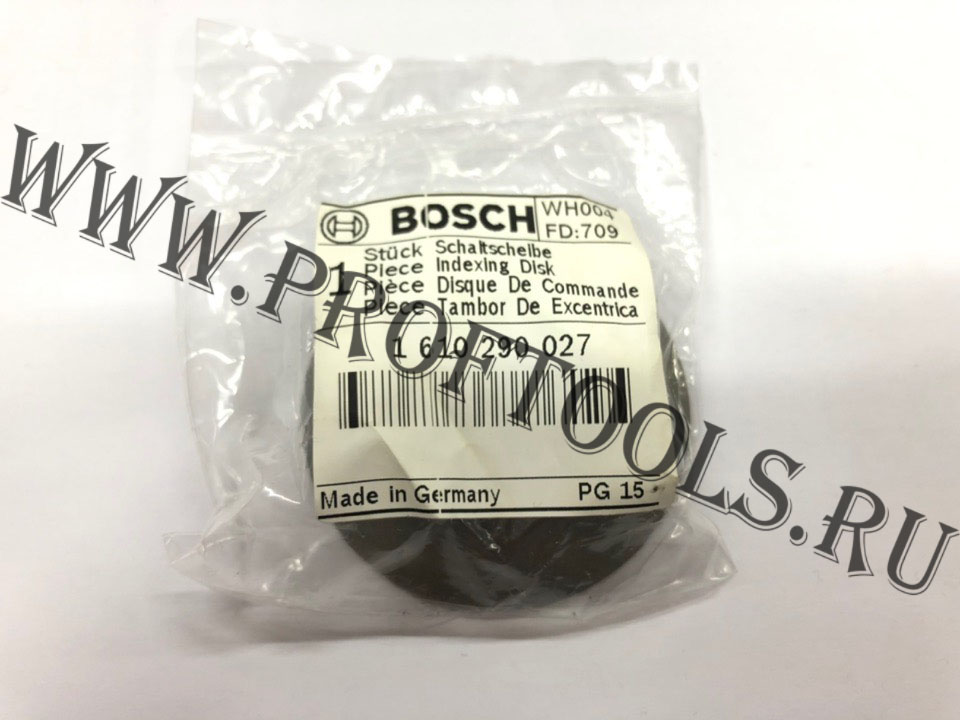 BOSCH
WH004
FD:709
1
Stück Schaltscheibe
Piece Indexing Disk
Pièce Disque De Commande
Piece Tambor De Excentrica
1 610 290 027
Made in Germany PG 15
WWW.PROFTOOLS.RU